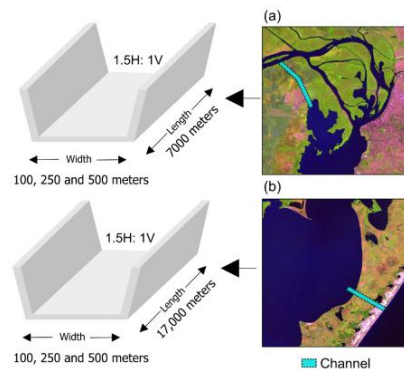 (a)
1.5H: 1V
Length
7000 meters
Width
100, 250 and 500 meters
(b)
1.5H: 1V
Length
17,000 meters
Width
100, 250 and 500 meters
Channel